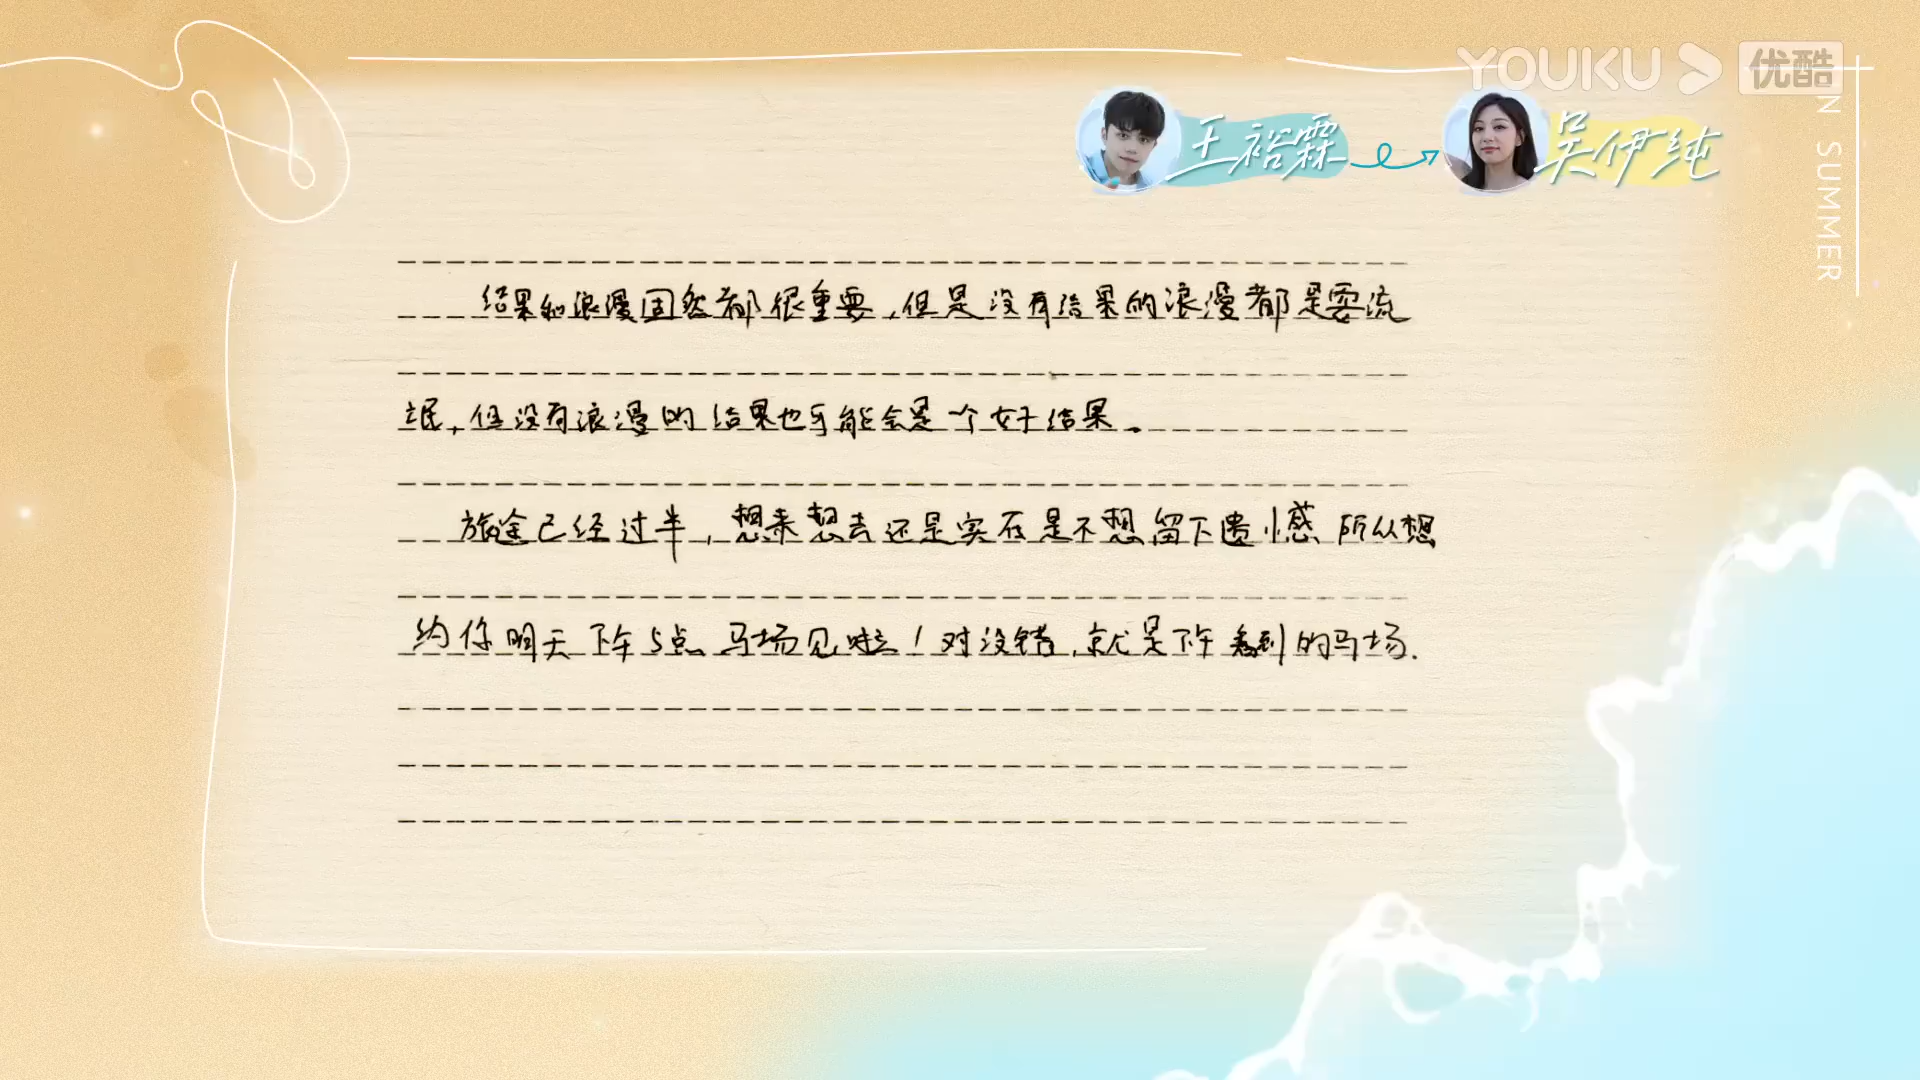 YOUKU 优酷
王裕霖
吴伊纯
N SUMMER
结果和浪漫固然都很重要,但是没有结果的浪漫都是耍流
氓,但没有浪漫的结果也可能会是一个好结果。
旅途已经过半,想来想去还是实在是不想留下遗憾、所以想
约你明天下午5点、马场见啦!对没错,就是下午看到的马场.